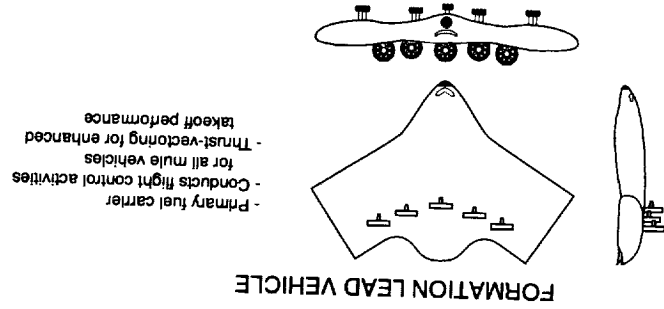 FORMATION LEAD VEHICLE
- Primary fuel carrier
- Conducts flight control activities
for all mule vehicles
- Thrust-vectoring for enhanced
takeoff performance